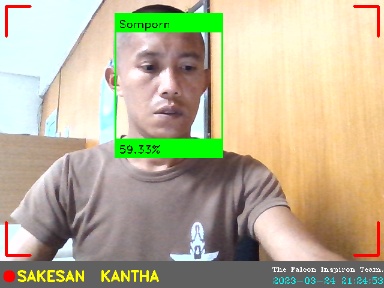 Somporn
59.33%
SAKESAN KANTHA
The Falcon Inspiron Team.
2023-03-24 21:24:53